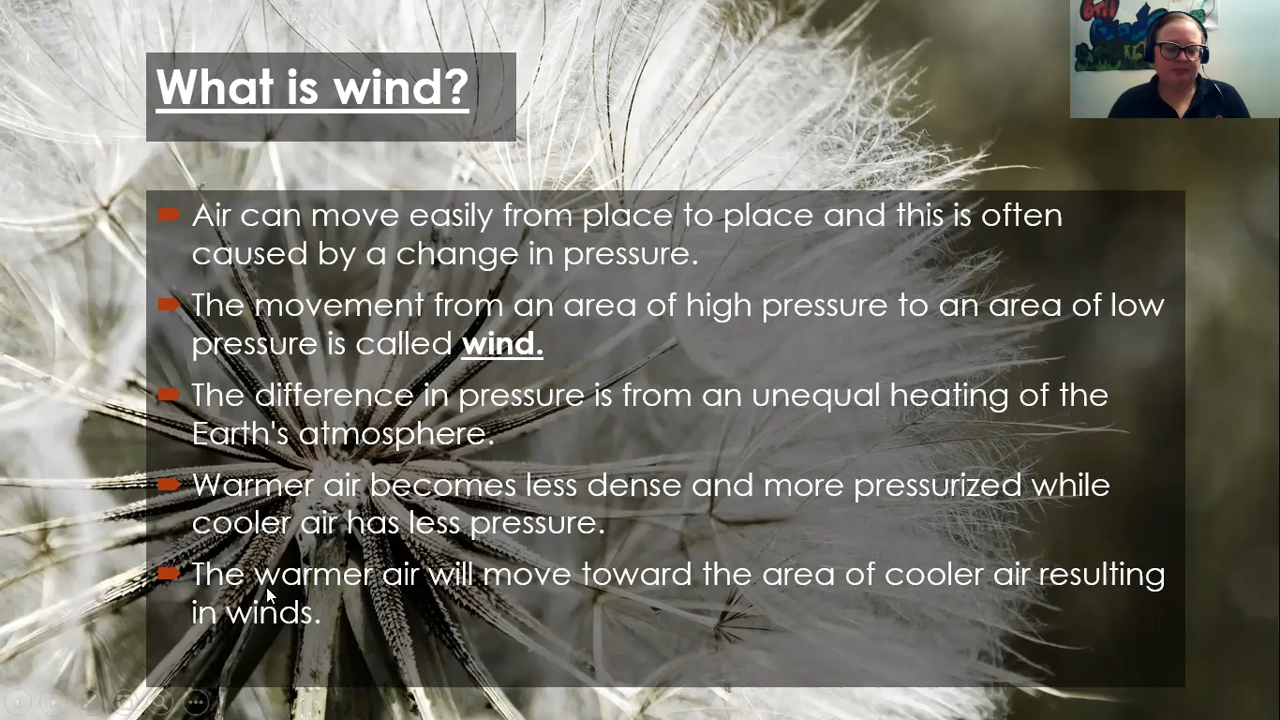 What is wind?
Air can move easily from place to place and this is often
caused by a change in pressure.
The movement from an area of high pressure to an area of low
pressure is called wind.
The difference in pressure is from an unequal heating of the
Earth's atmosphere.
Warmer air becomes less dense and more pressurized while
cooler air has less pressure.
The warmer air will move toward the area of cooler air resulting
in winds.